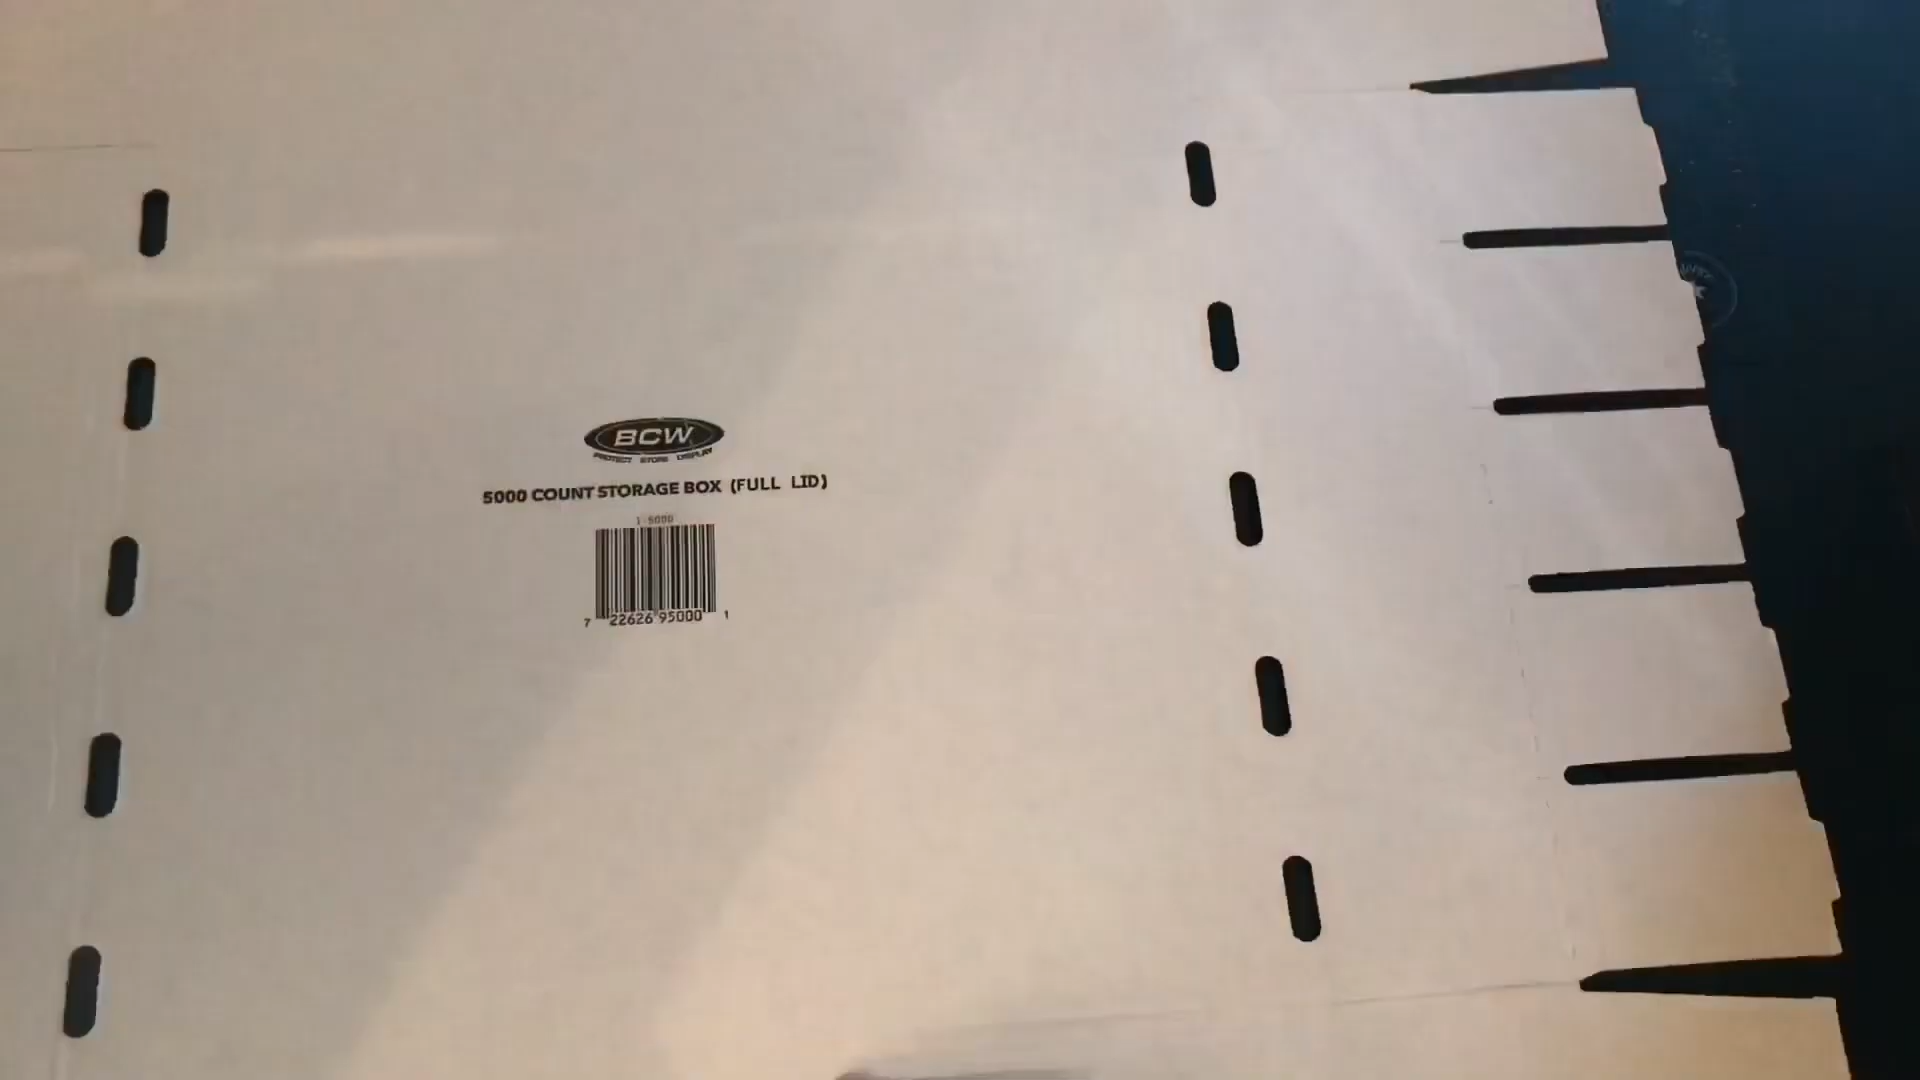 BCW
PROTECT STORE DISPLAY
5000 COUNT STORAGE BOX (FULL LID)
1-5000
7 22626 95000 1